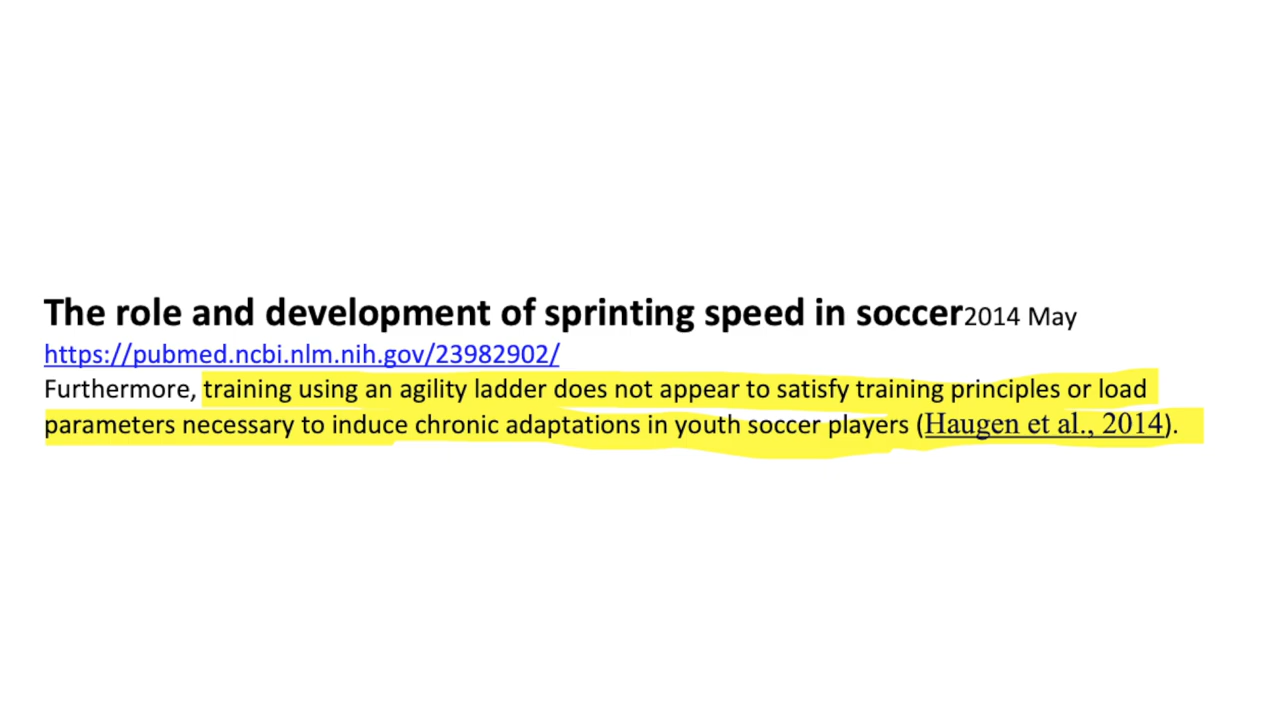 The role and development of sprinting speed in soccer2014 May
https://pubmed.ncbi.nlm.nih.gov/23982902/
Furthermore, training using an agility ladder does not appear to satisfy training principles or load
parameters necessary to induce chronic adaptations in youth soccer players (Haugen et al., 2014).